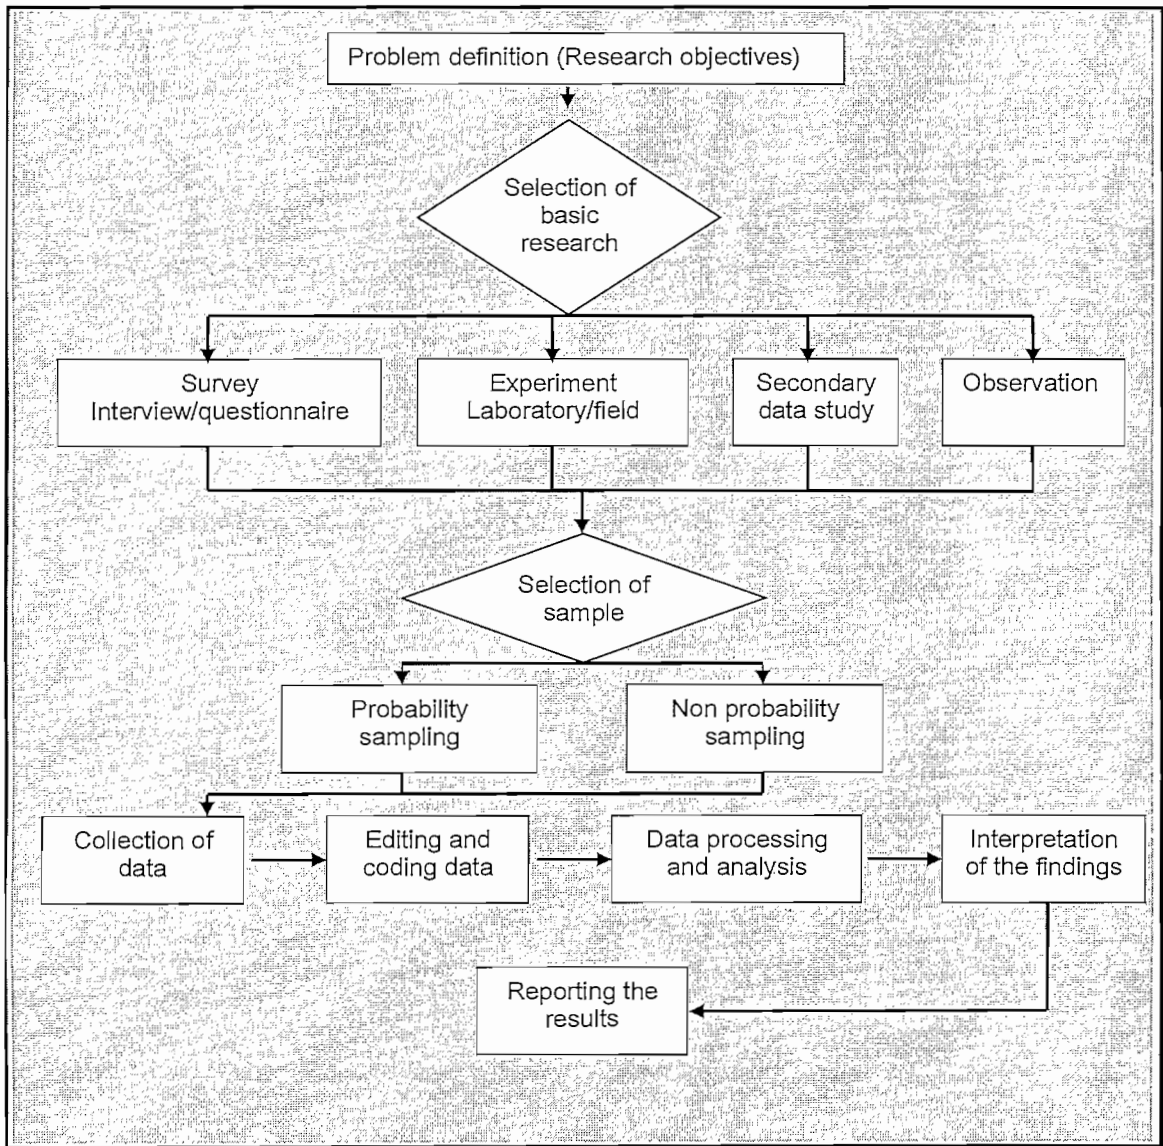 Problem definition (Research objectives)
Selection of
basic
research
Survey
Interview/questionnaire
Experiment
Laboratory/field
Secondary
data study
Observation
Selection of
sample
Probability
sampling
Non probability
sampling
Collection of
data
Editing and
coding data
Data processing
and analysis
Interpretation
of the findings
Reporting the
results